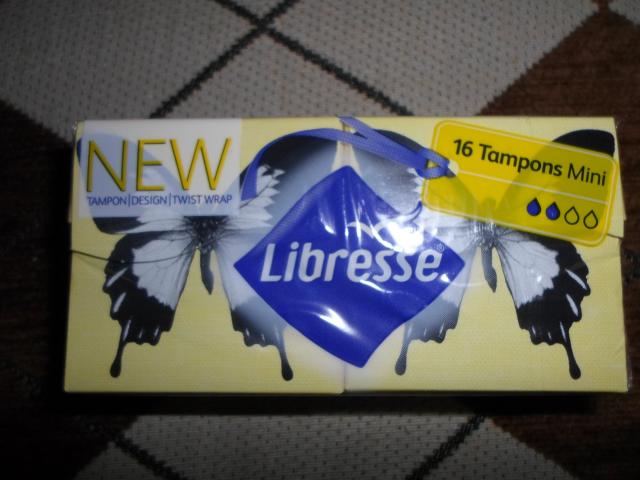 NEW
TAMPON|DESIGN|TWIST WRAP
16 Tampons Mini
Libresse®